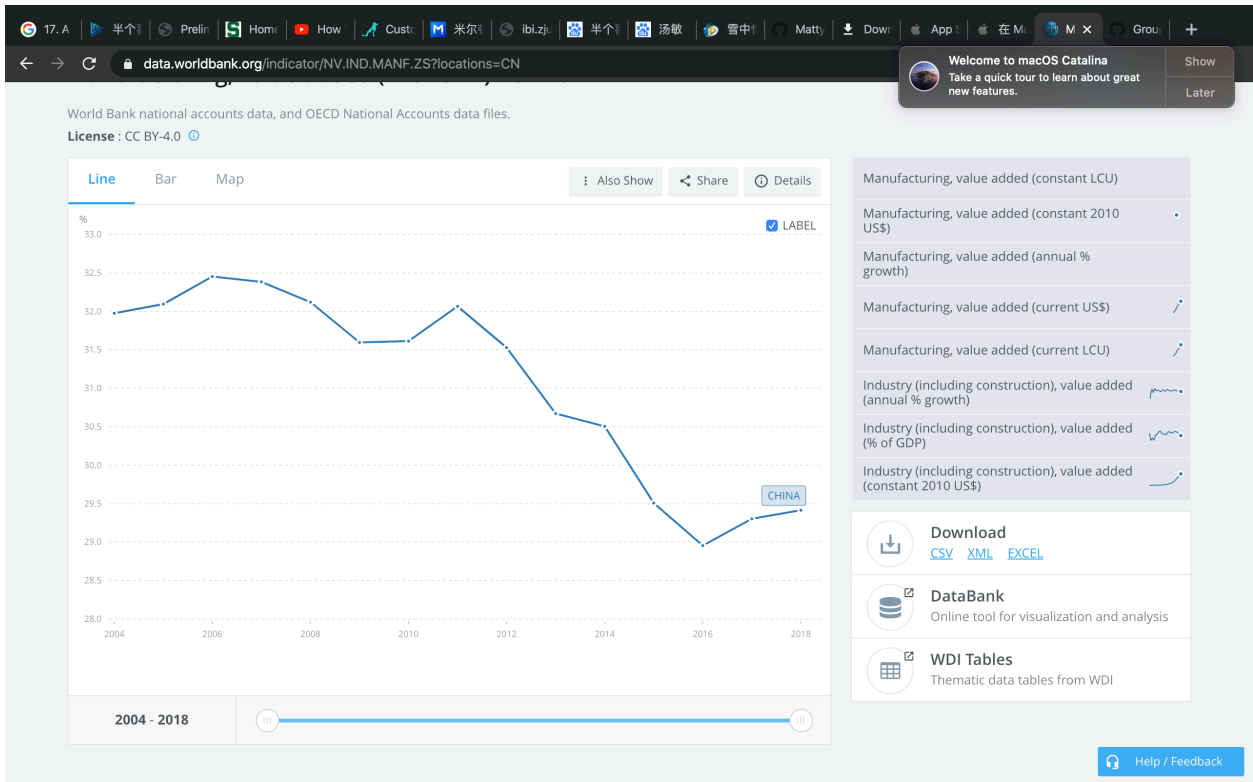 17. A 半个 Prelin Home How Custo 米尔 ibi.zju 半个 汤敏 雪中 Matty Down App S 在 Ma M Grou
data.worldbank.org/indicator/NV.IND.MANF.ZS?locations=CN
Welcome to macOS Catalina
Take a quick tour to learn about great
new features.
Show
Later
World Bank national accounts data, and OECD National Accounts data files.
License : CC BY-4.0
Line Bar Map
Also Show Share Details
%
LABEL
33.0
32.5
32.0
31.5
31.0
30.5
30.0
29.5
29.0
28.5
28.0
CHINA
2004 2006 2008 2010 2012 2014 2016 2018
2004 - 2018
Manufacturing, value added (constant LCU)
Manufacturing, value added (constant 2010
US$)
Manufacturing, value added (annual %
growth)
Manufacturing, value added (current US$)
Manufacturing, value added (current LCU)
Industry (including construction), value added
(annual % growth)
Industry (including construction), value added
(% of GDP)
Industry (including construction), value added
(constant 2010 US$)
Download
CSV XML EXCEL
DataBank
Online tool for visualization and analysis
WDI Tables
Thematic data tables from WDI
Help / Feedback